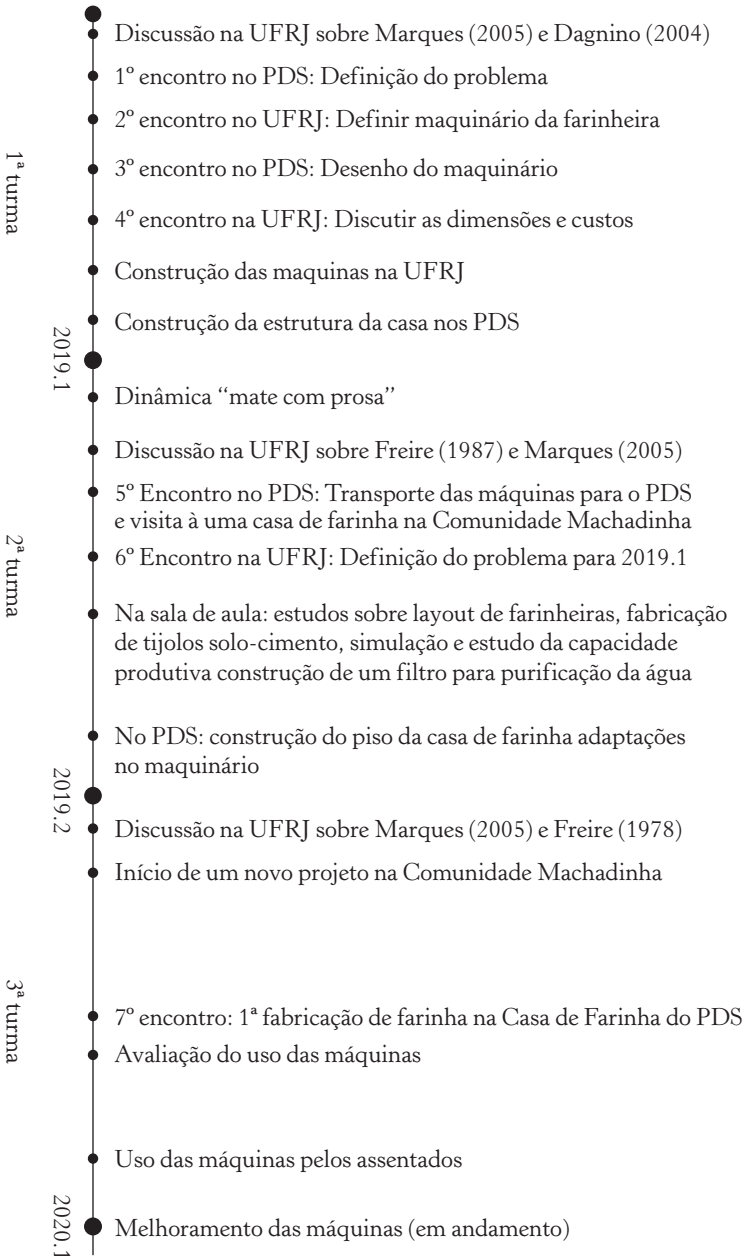 Discussão na UFRJ sobre Marques (2005) e Dagnino (2004)
1º encontro no PDS: Definição do problema
2º encontro no UFRJ: Definir maquinário da farinheira
1ª turma
3º encontro no PDS: Desenho do maquinário
4º encontro na UFRJ: Discutir as dimensões e custos
Construção das maquinas na UFRJ
Construção da estrutura da casa nos PDS
2019.1
Dinâmica “mate com prosa”
Discussão na UFRJ sobre Freire (1987) e Marques (2005)
5º Encontro no PDS: Transporte das máquinas para o PDS
e visita à uma casa de farinha na Comunidade Machadinha
2ª turma
6º Encontro na UFRJ: Definição do problema para 2019.1
Na sala de aula: estudos sobre layout de farinheiras, fabricação
de tijolos solo-cimento, simulação e estudo da capacidade
produtiva construção de um filtro para purificação da água
No PDS: construção do piso da casa de farinha adaptações
no maquinário
2019.2
Discussão na UFRJ sobre Marques (2005) e Freire (1978)
Início de um novo projeto na Comunidade Machadinha
3ª turma
7º encontro: 1ª fabricação de farinha na Casa de Farinha do PDS
Avaliação do uso das máquinas
Uso das máquinas pelos assentados
2020.1
Melhoramento das máquinas (em andamento)